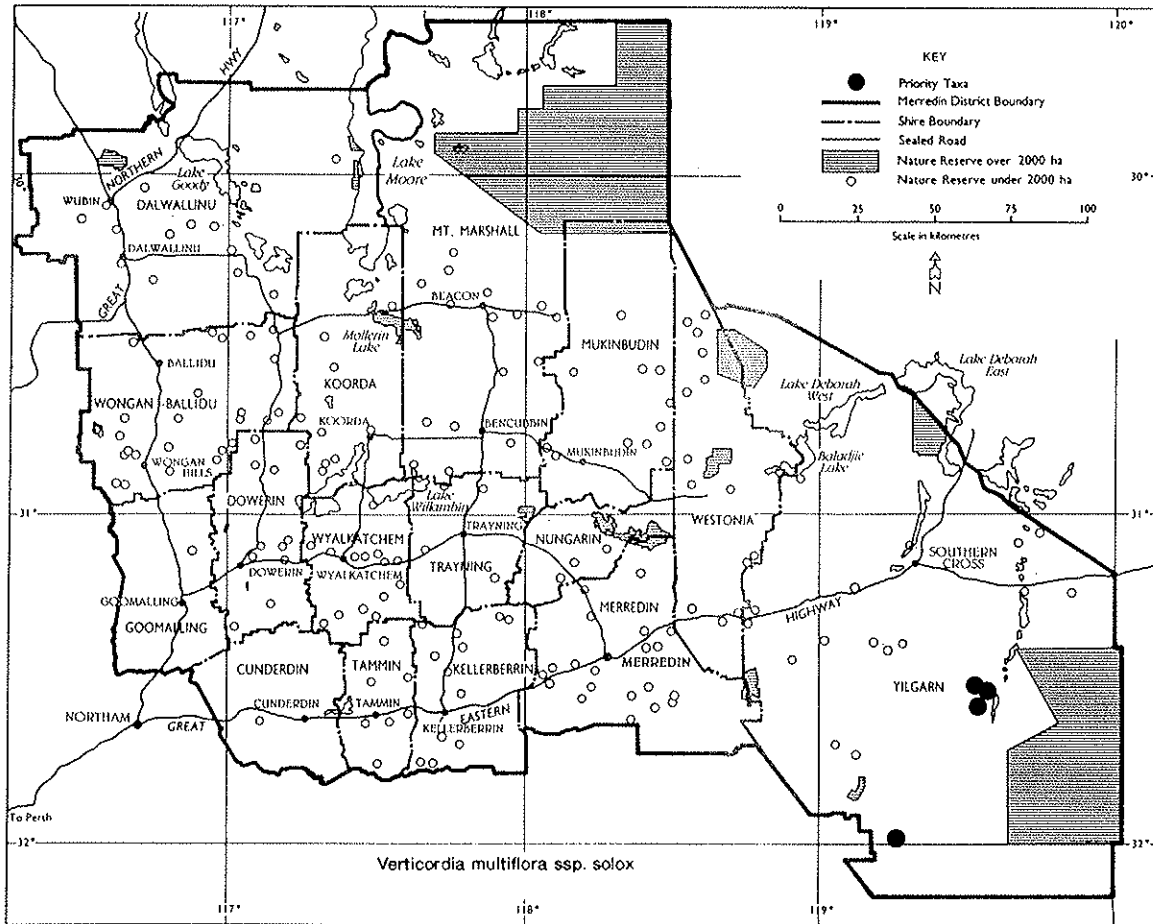 117°
118°
119°
120°
KEY
Priority Taxa
Merredin District Boundary
Shire Boundary
Sealed Road
Nature Reserve over 2000 ha
Nature Reserve under 2000 ha
0 25 50 75 100
Scale in kilometres
N
HWY
NORTHERN
GREAT
Lake Goody
Lake Moore
30°
WUBIN
DALWALLINU
DALWALLINU
MT. MARSHALL
BEACON
Mollerin Lake
MUKINBUDIN
BALLIDU
KOORDA
WONGAN - BALLIDU
KOORDA
BENCUBBIN
MUKINBUDIN
Lake Deborah East
Lake Deborah West
Baladjie Lake
WONGAN HILLS
DOWERIN
Lake Wilkumbin
31°
WYALKATCHEM
TRAYNING
NUNGARIN
WESTONIA
31°
SOUTHERN CROSS
DOWERIN
WYALKATCHEM
TRAYNING
MERREDIN
HIGHWAY
GOOMALLING
GOOMALLING
CUNDERDIN
TAMMIN
KELLERBERRIN
MERREDIN
YILGARN
NORTHAM
GREAT
CUNDERDIN
TAMMIN
EASTERN
KELLERBERRIN
To Perth
32°
32°
Verticordia multiflora ssp. solox
117°
118°
119°